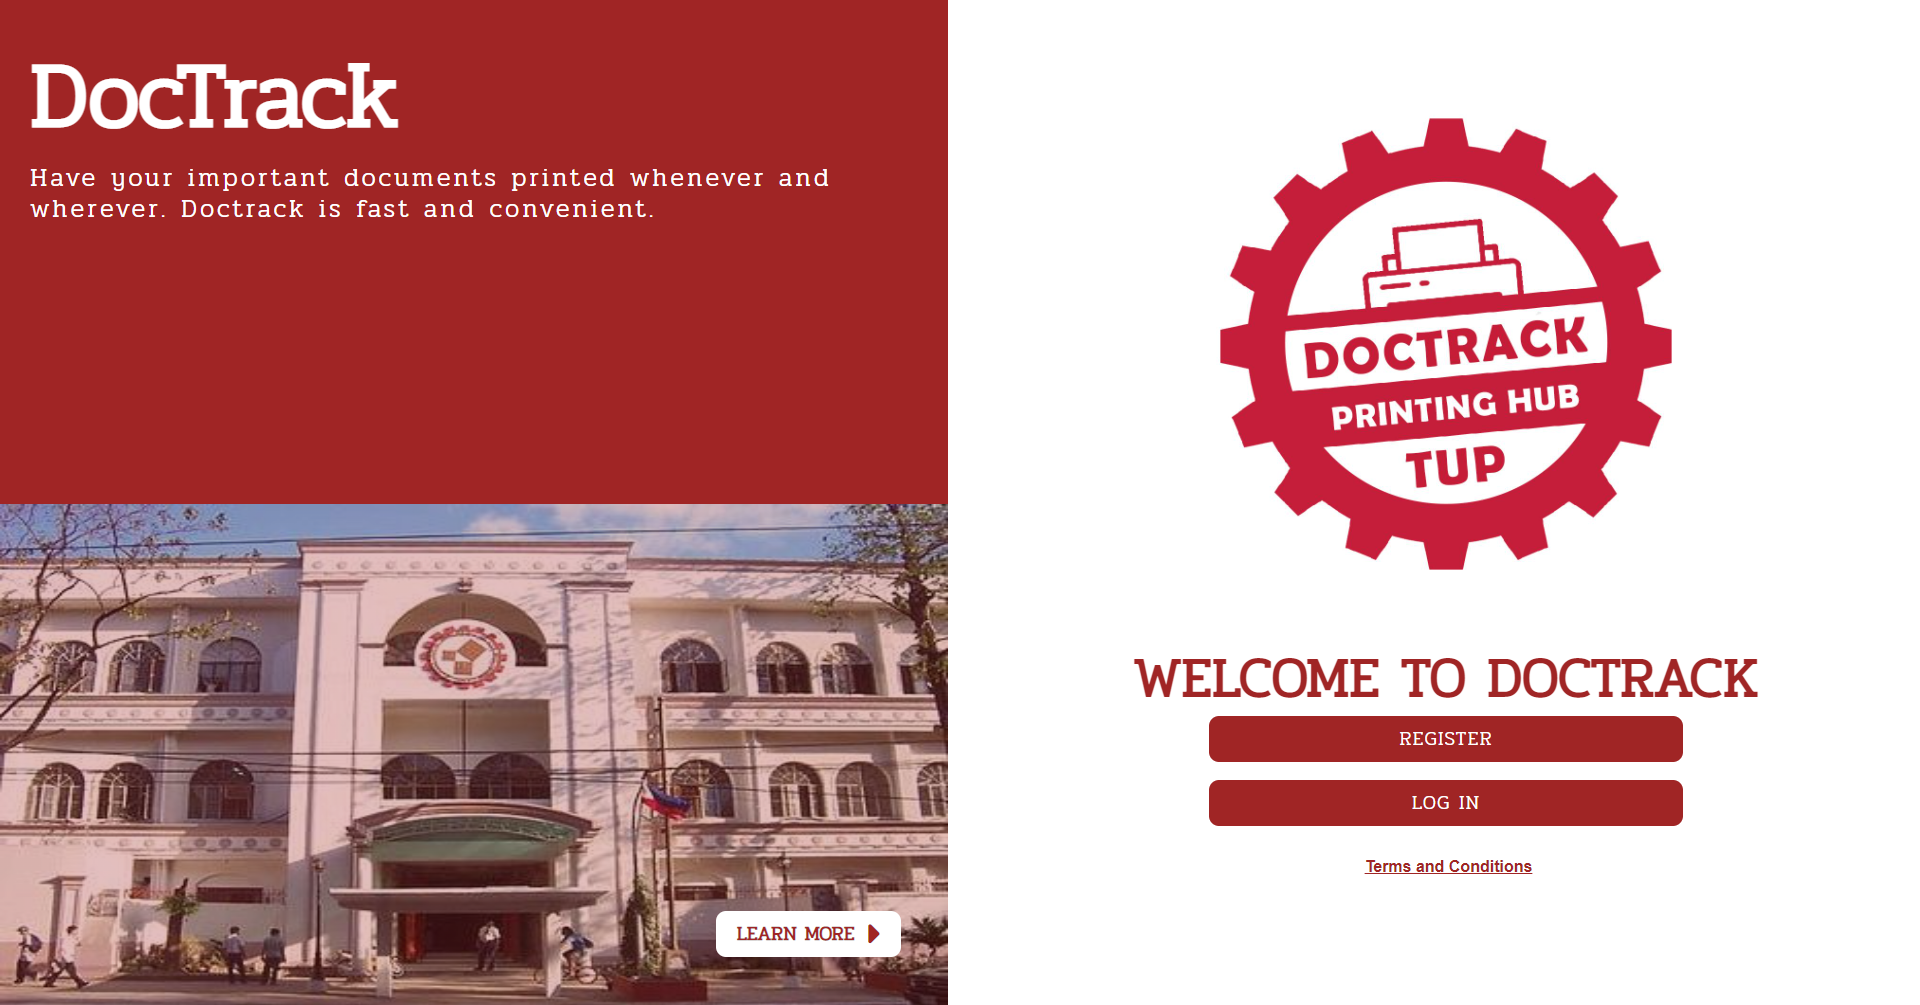 DocTrack
Have your important documents printed whenever and
wherever. Doctrack is fast and convenient.
LEARN MORE
DOCTRACK
PRINTING HUB
TUP
WELCOME TO DOCTRACK
REGISTER
LOG IN
Terms and Conditions